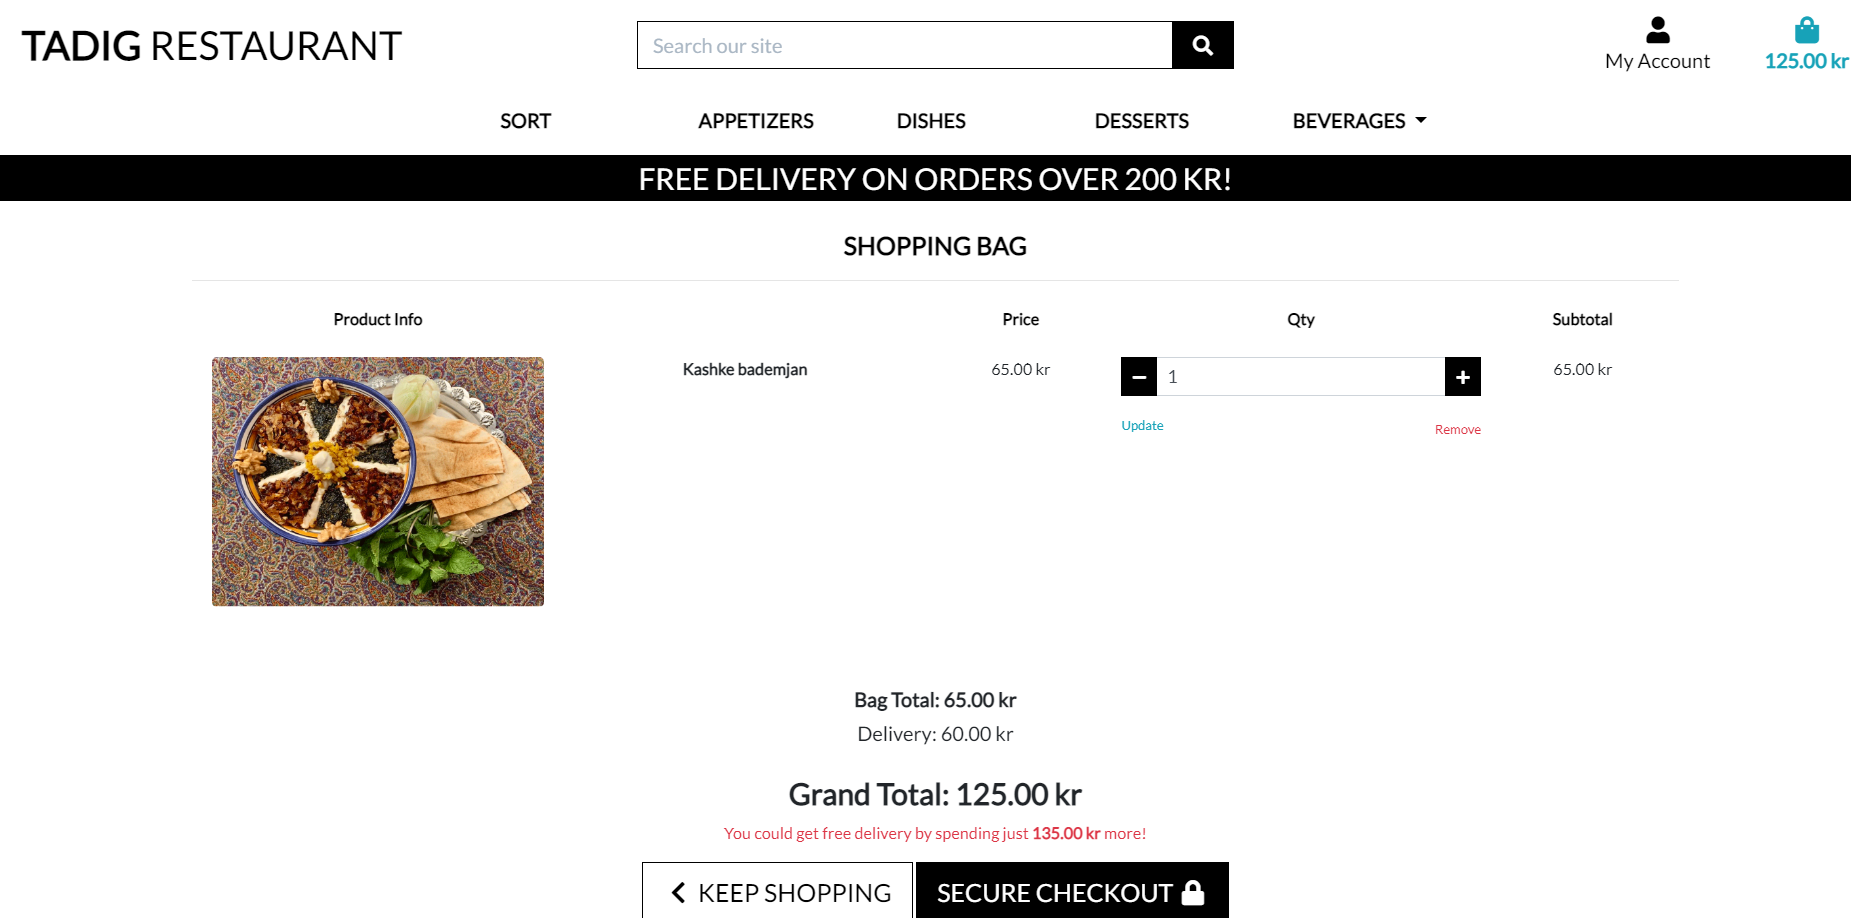 TADIG RESTAURANT
Search our site
My Account
125.00 kr
SORT APPETIZERS DISHES DESSERTS BEVERAGES
FREE DELIVERY ON ORDERS OVER 200 KR!
SHOPPING BAG
Product Info Price Qty Subtotal
Kashke bademjan 65.00 kr 1 65.00 kr
Update Remove
Bag Total: 65.00 kr
Delivery: 60.00 kr
Grand Total: 125.00 kr
You could get free delivery by spending just 135.00 kr more!
KEEP SHOPPING SECURE CHECKOUT